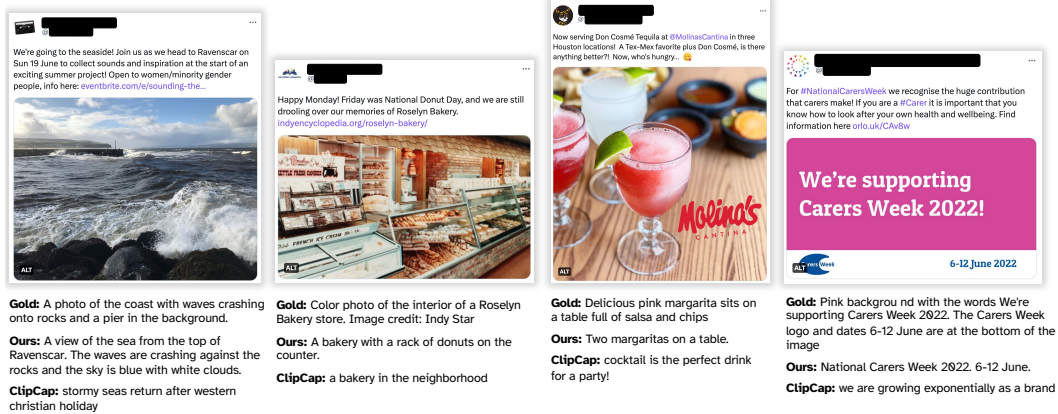 We're going to the seaside! Join us as we head to Ravenscar on
Sun 19 June to collect sounds and inspiration at the start of an
exciting summer project! Open to women/minority gender
people, info here: eventbrite.com/e/sounding-the...
ALT
Gold: A photo of the coast with waves crashing
onto rocks and a pier in the background.
Ours: A view of the sea from the top of
Ravenscar. The waves are crashing against the
rocks and the sky is blue with white clouds.
ClipCap: stormy seas return after western
christian holiday
@
Happy Monday! Friday was National Donut Day, and we are still
drooling over our memories of Roselyn Bakery.
indyencyclopedia.org/roselyn-bakery/
ALT
Gold: Color photo of the interior of a Roselyn
Bakery store. Image credit: Indy Star
Ours: A bakery with a rack of donuts on the
counter.
ClipCap: a bakery in the neighborhood
@
Now serving Don Cosmé Tequila at @MolinasCantina in three
Houston locations! A Tex-Mex favorite plus Don Cosmé, is there
anything better?! Now, who's hungry... 😋
Molina's
CANTINA
ALT
Gold: Delicious pink margarita sits on
a table full of salsa and chips
Ours: Two margaritas on a table.
ClipCap: cocktail is the perfect drink
for a party!
@
For #NationalCarersWeek we recognise the huge contribution
that carers make! If you are a #Carer it is important that you
know how to look after your own health and wellbeing. Find
information here orlo.uk/CAv8w
We're supporting
Carers Week 2022!
ALT
6-12 June 2022
Gold: Pink backgrou nd with the words We're
supporting Carers Week 2022. The Carers Week
logo and dates 6-12 June are at the bottom of the
image
Ours: National Carers Week 2022. 6-12 June.
ClipCap: we are growing exponentially as a brand